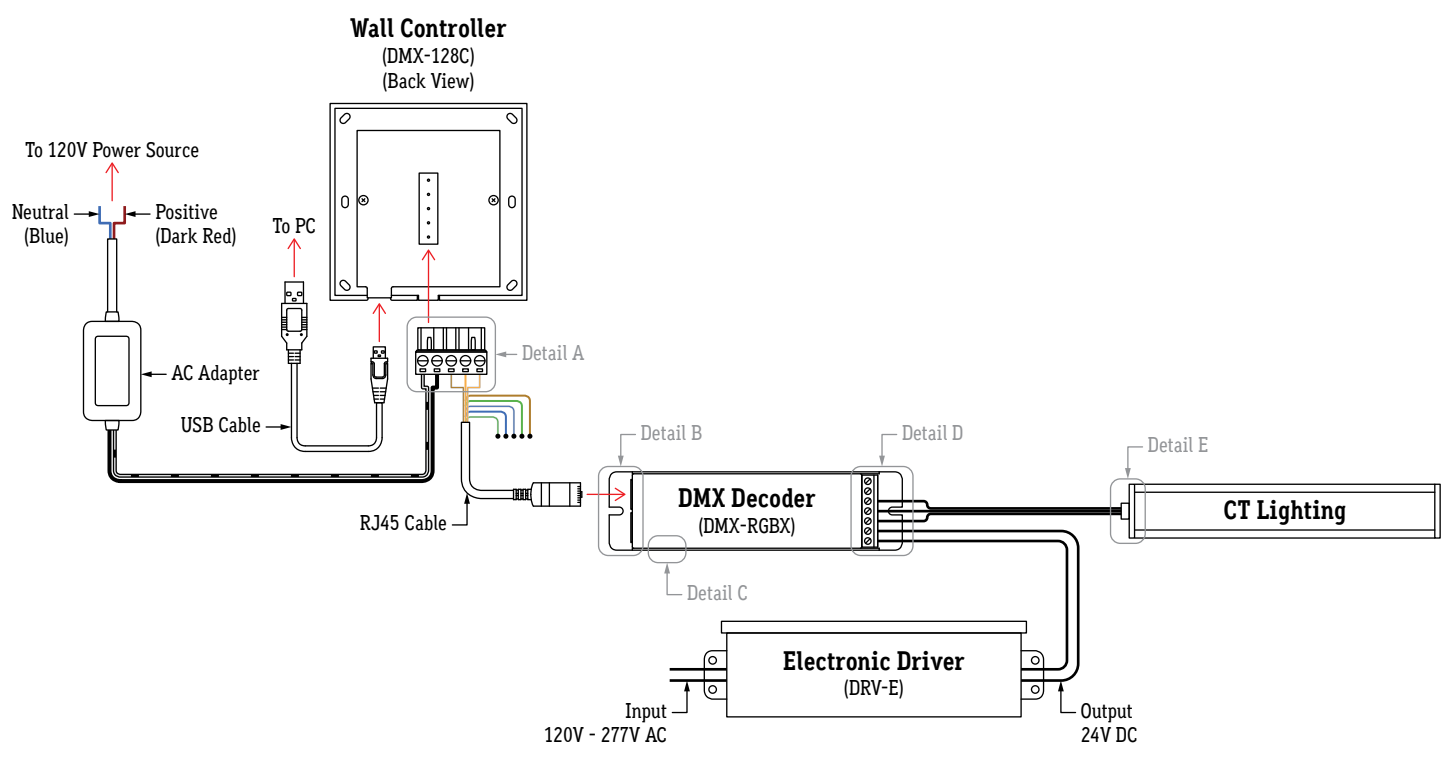 Wall Controller
(DMX-128C)
(Back View)
To 120V Power Source
Neutral
(Blue)
Positive
(Dark Red)
To PC
Detail A
AC Adapter
USB Cable
RJ45 Cable
Detail B
Detail D
Detail E
DMX Decoder
(DMX-RGBX)
CT Lighting
Detail C
Electronic Driver
(DRV-E)
Input
120V - 277V AC
Output
24V DC